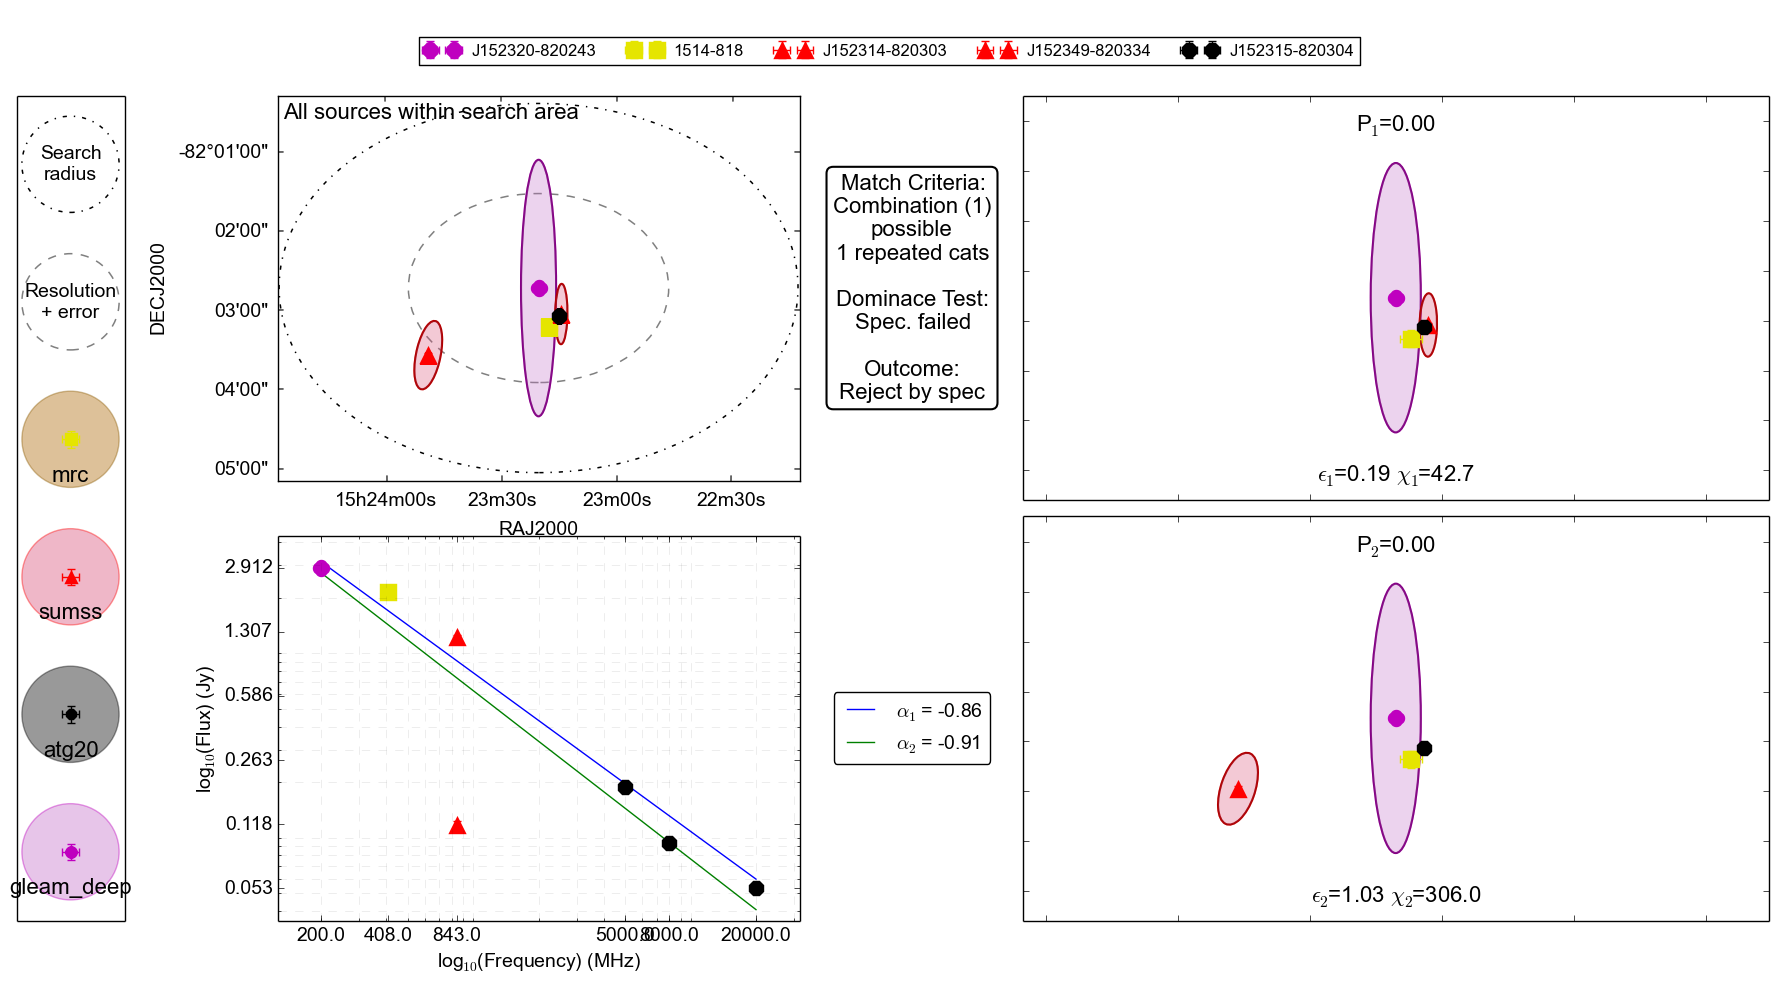 J152320-820243 1514-818 J152314-820303 J152349-820334 J152315-820304
Search
radius
Resolution
+ error
mrc
sumss
atg20
gleam_deep
All sources within search area
-82°01'00"
02'00"
03'00"
04'00"
05'00"
DECJ2000
15h24m00s 23m30s 23m00s 22m30s
RAJ2000
Match Criteria:
Combination (1)
possible
1 repeated cats
Dominace Test:
Spec. failed
Outcome:
Reject by spec
P1=0.00
ϵ1=0.19 χ1=42.7
2.912
1.307
0.586
0.263
0.118
0.053
log10(Flux) (Jy)
200.0 408.0 843.0 5000.0 8000.0 20000.0
log10(Frequency) (MHz)
α1 = -0.86
α2 = -0.91
P2=0.00
ϵ2=1.03 χ2=306.0